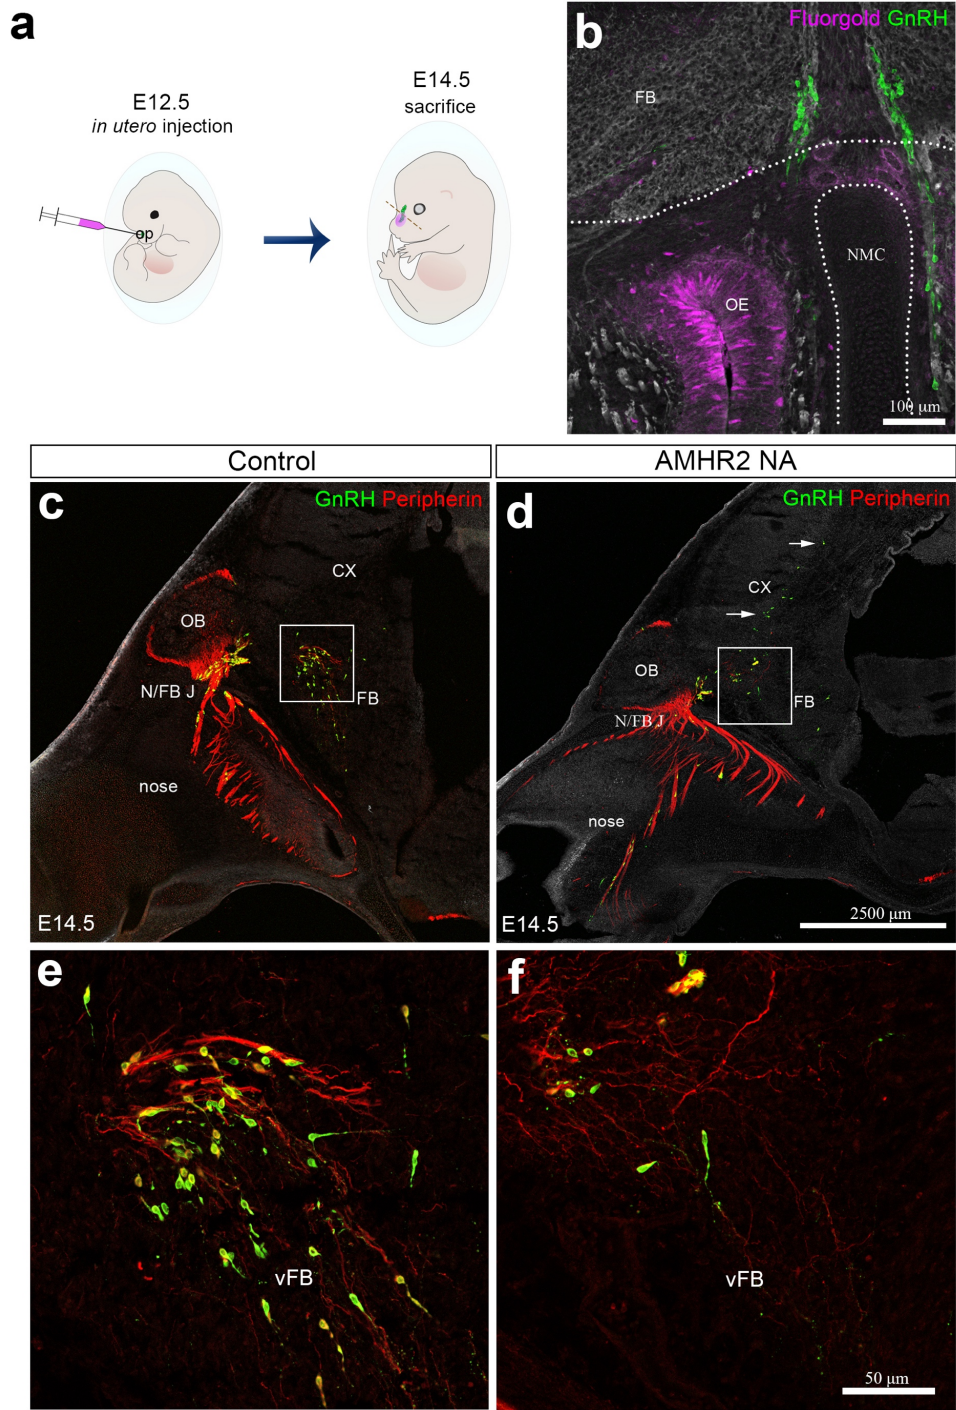 a
E12.5
in utero injection
op
E14.5
sacrifice
b
Fluorgold GnRH
FB
NMC
OE
100 µm
Control
AMHR2 NA
c
GnRH Peripherin
CX
OB
N/FB J
FB
nose
E14.5
d
GnRH Peripherin
CX
OB
FB
N/FB J
nose
E14.5
2500 µm
e
vFB
f
vFB
50 µm